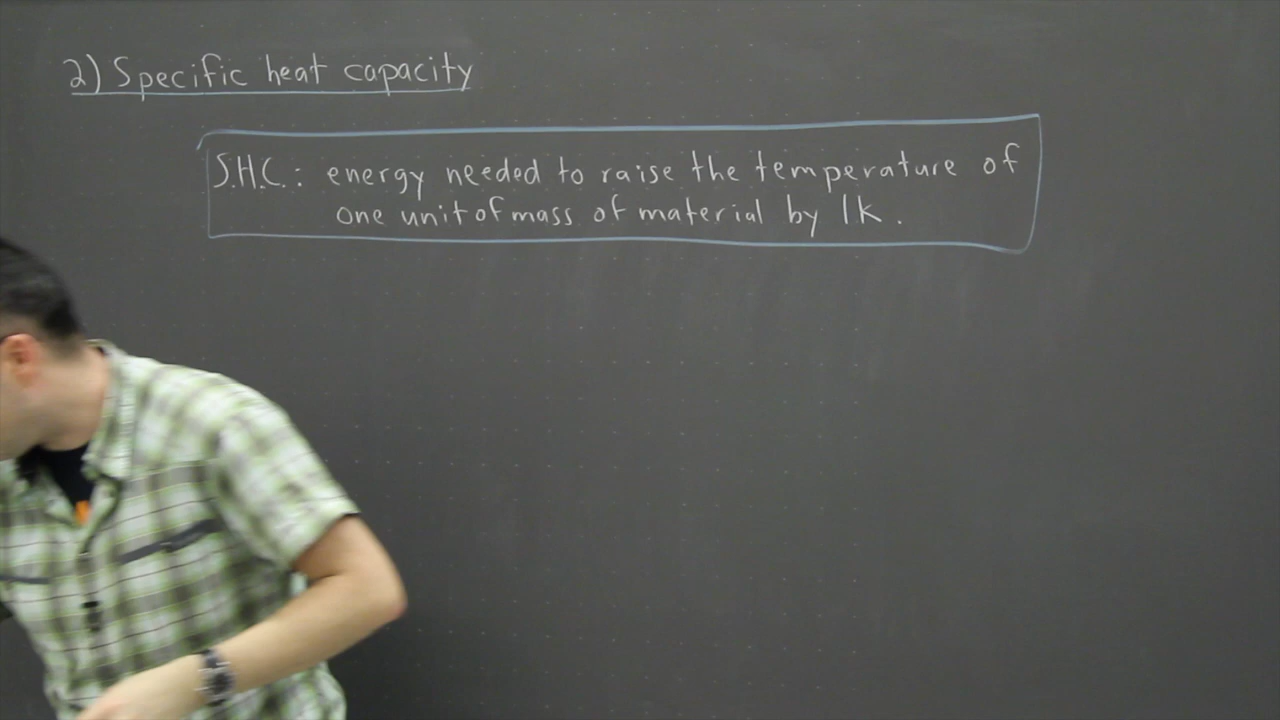 2) Specific heat capacity
S.H.C.: energy needed to raise the temperature of
one unit of mass of material by 1k.